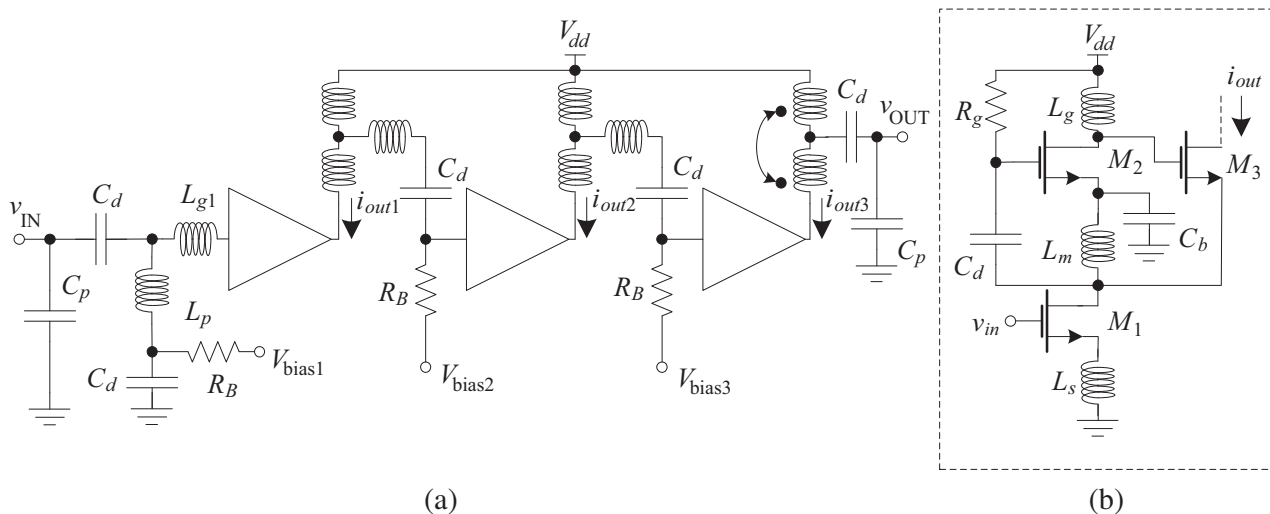 V_dd
C_d
v_OUT
C_d
C_d
i_out1
i_out2
i_out3
C_d
L_g1
v_IN
C_p
C_p
L_p
R_B
R_B
C_d
R_B
V_bias1
V_bias2
V_bias3
(a)
V_dd
i_out
R_g
L_g
M_2
M_3
C_b
C_d
L_m
v_in
M_1
L_s
(b)